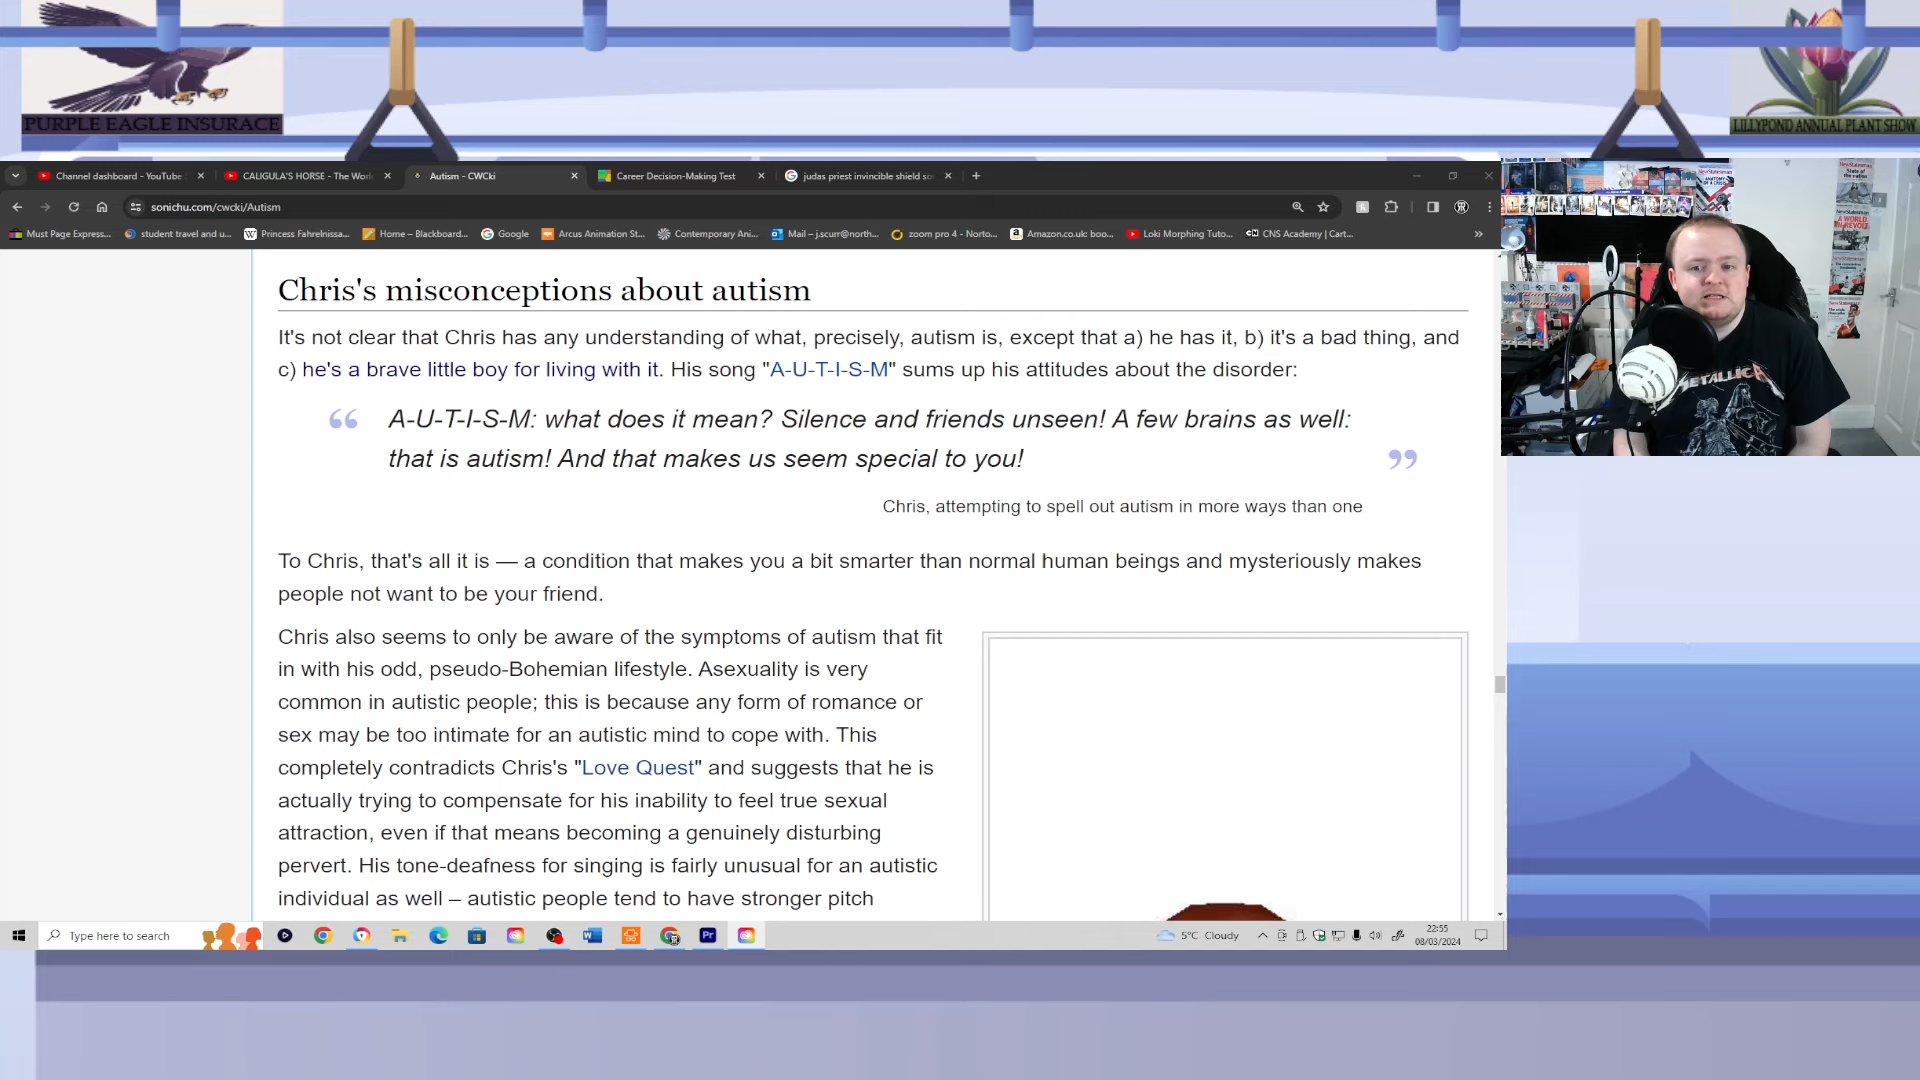 PURPLE EAGLE INSURACE
LILLYPOND ANNUAL PLANT SHOW
Channel dashboard - YouTube
CALIGULA'S HORSE - The Worl
Autism - CWCki
Career Decision-Making Test
judas priest invincible shield sc
sonichu.com/cwcki/Autism
Must Page Express...
student travel and u...
Princess Fahrelnissa...
Home – Blackboard...
Google
Arcus Animation St...
Contemporary Ani...
Mail – j.scurr@north...
zoom pro 4 - Norto...
Amazon.co.uk: boo...
Loki Morphing Tuto...
CNS Academy | Cart...
Chris's misconceptions about autism
It's not clear that Chris has any understanding of what, precisely, autism is, except that a) he has it, b) it's a bad thing, and
c) he's a brave little boy for living with it. His song "A-U-T-I-S-M" sums up his attitudes about the disorder:
“ A-U-T-I-S-M: what does it mean? Silence and friends unseen! A few brains as well:
that is autism! And that makes us seem special to you! ”
Chris, attempting to spell out autism in more ways than one
To Chris, that's all it is — a condition that makes you a bit smarter than normal human beings and mysteriously makes
people not want to be your friend.
Chris also seems to only be aware of the symptoms of autism that fit
in with his odd, pseudo-Bohemian lifestyle. Asexuality is very
common in autistic people; this is because any form of romance or
sex may be too intimate for an autistic mind to cope with. This
completely contradicts Chris's "Love Quest" and suggests that he is
actually trying to compensate for his inability to feel true sexual
attraction, even if that means becoming a genuinely disturbing
pervert. His tone-deafness for singing is fairly unusual for an autistic
individual as well – autistic people tend to have stronger pitch
METALLICA
NewStatesman
A WORLD
IN REVOLT
Type here to search
5°C Cloudy
22:55
08/03/2024